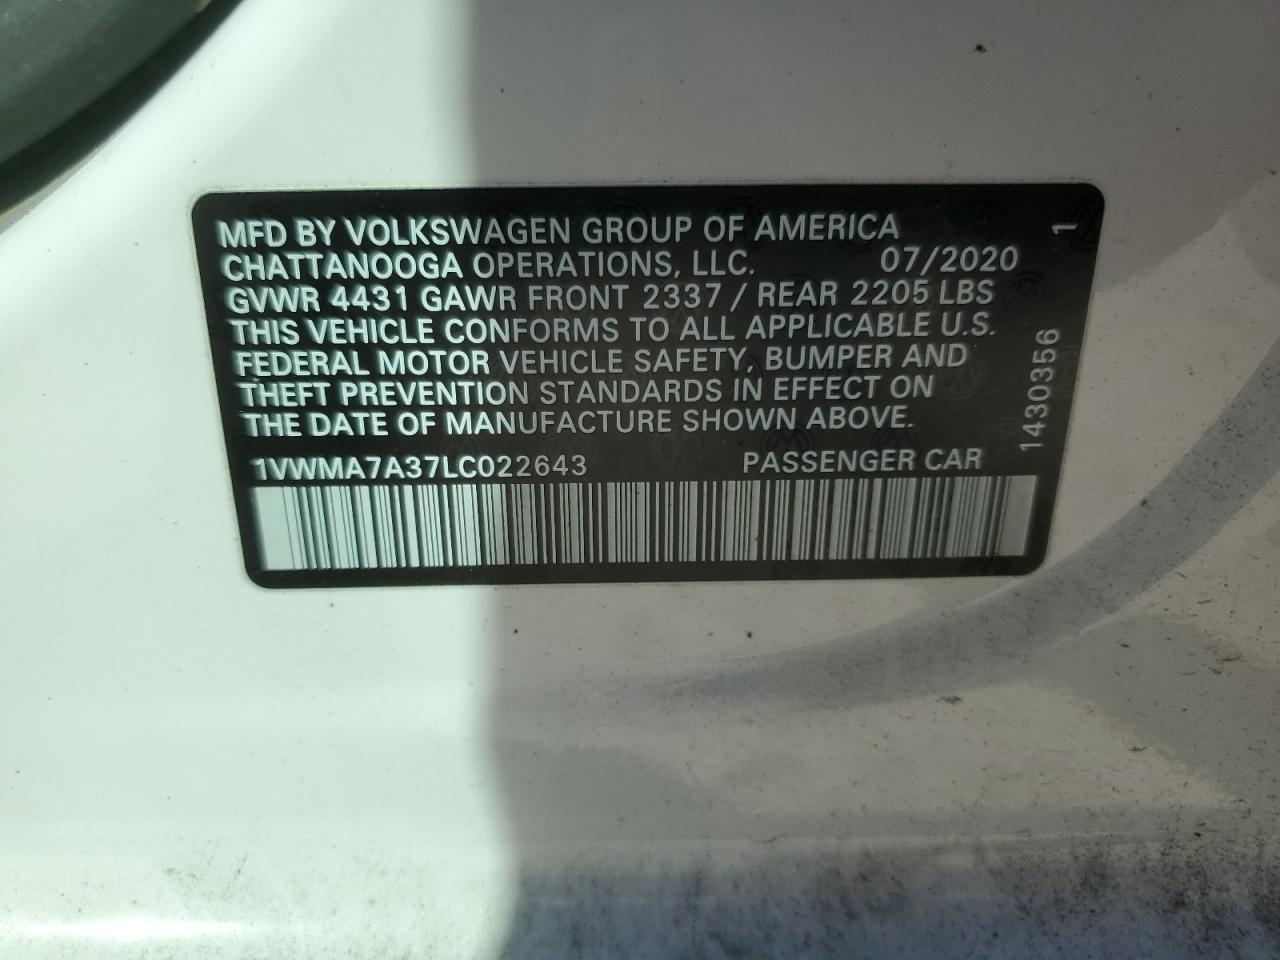 MFD BY VOLKSWAGEN GROUP OF AMERICA
CHATTANOOGA OPERATIONS, LLC. 07/2020
GVWR 4431 GAWR FRONT 2337 / REAR 2205 LBS
THIS VEHICLE CONFORMS TO ALL APPLICABLE U.S.
FEDERAL MOTOR VEHICLE SAFETY, BUMPER AND
THEFT PREVENTION STANDARDS IN EFFECT ON
THE DATE OF MANUFACTURE SHOWN ABOVE.
1VWMA7A37LC022643 PASSENGER CAR
1430356 1